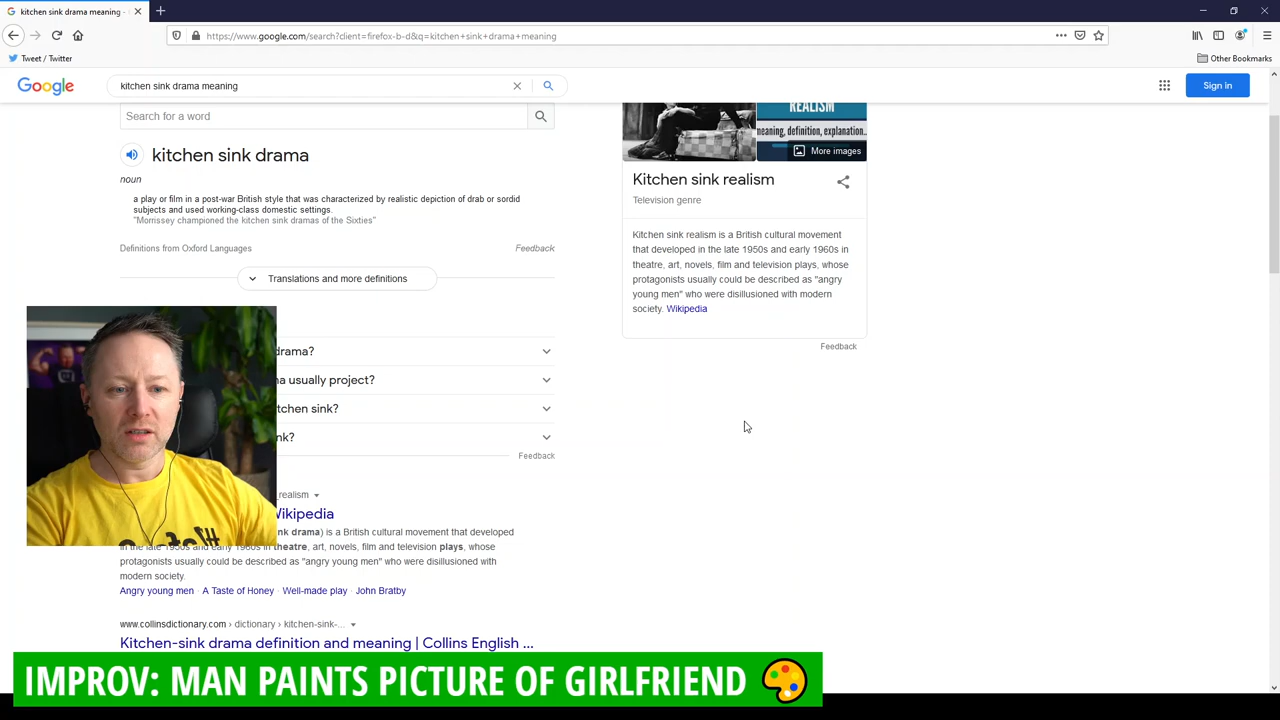 kitchen sink drama meaning -
https://www.google.com/search?client=firefox-b-d&q=kitchen+sink+drama+meaning
Tweet / Twitter
Other Bookmarks
Google
kitchen sink drama meaning
Sign in
Search for a word
kitchen sink drama
noun
a play or film in a post-war British style that was characterized by realistic depiction of drab or sordid
subjects and used working-class domestic settings.
"Morrissey championed the kitchen sink dramas of the Sixties"
Definitions from Oxford Languages
Feedback
Translations and more definitions
drama?
usually project?
kitchen sink?
Feedback
realism
Wikipedia
drama) is a British cultural movement that developed
in the late 1950s and early 1960s in theatre, art, novels, film and television plays, whose
protagonists usually could be described as "angry young men" who were disillusioned with
modern society.
Angry young men · A Taste of Honey · Well-made play · John Bratby
www.collinsdictionary.com › dictionary › kitchen-sink-...
Kitchen-sink drama definition and meaning | Collins English ...
REALISM
meaning, definition, explanation...
More images
Kitchen sink realism
Television genre
Kitchen sink realism is a British cultural movement
that developed in the late 1950s and early 1960s in
theatre, art, novels, film and television plays, whose
protagonists usually could be described as "angry
young men" who were disillusioned with modern
society. Wikipedia
Feedback
IMPROV: MAN PAINTS PICTURE OF GIRLFRIEND